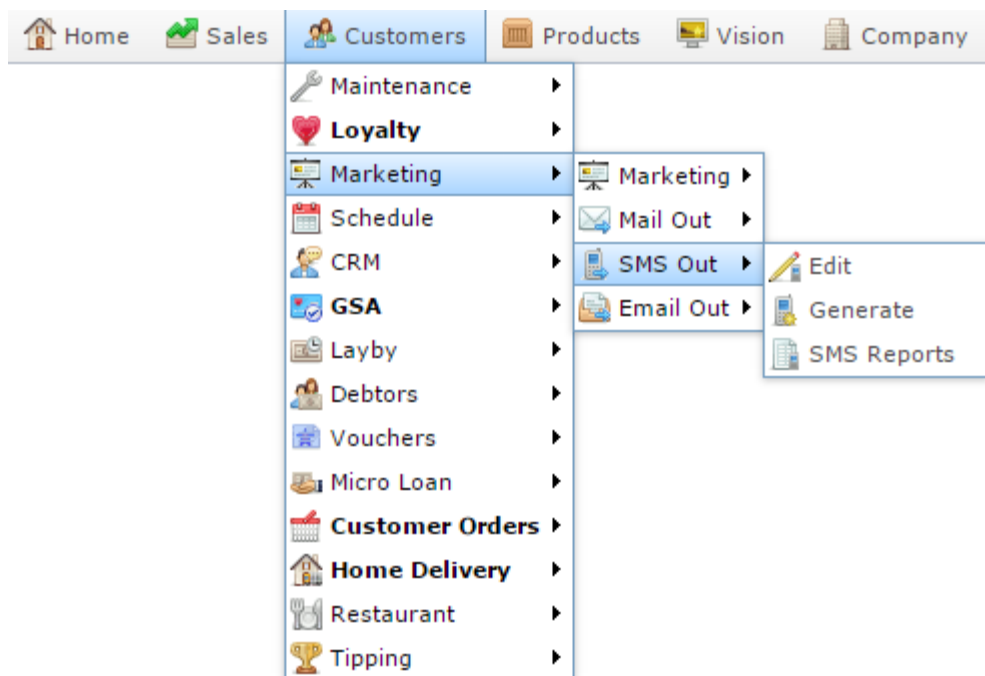 Home Sales Customers Products Vision Company
Maintenance
Loyalty
Marketing Marketing
Schedule Mail Out
CRM SMS Out Edit
GSA Email Out Generate
Layby SMS Reports
Debtors
Vouchers
Micro Loan
Customer Orders
Home Delivery
Restaurant
Tipping